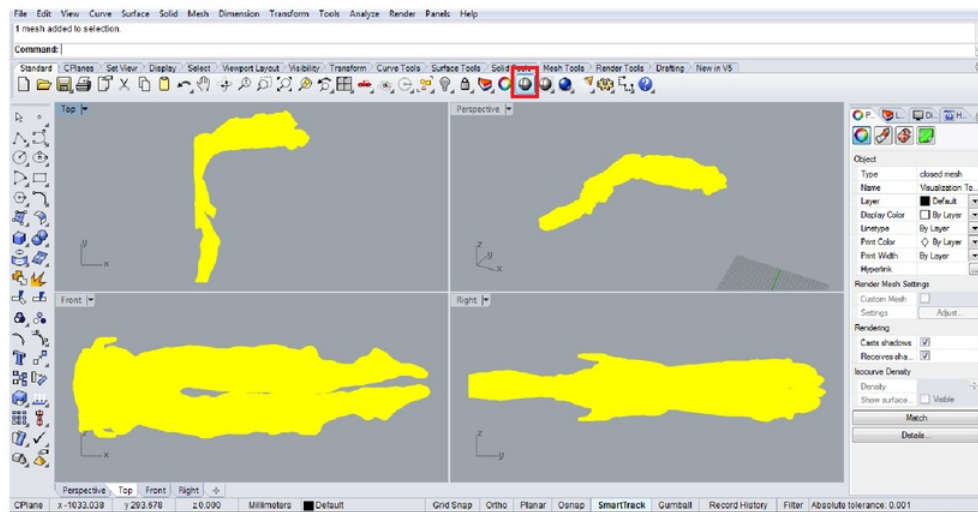 File Edit View Curve Surface Solid Mesh Dimension Transform Tools Analyze Render Panels Help
1 mesh added to selection.
Command:
Standard CPlanes Set View Display Select Viewport Layout Visibility Transform Curve Tools Surface Tools Solid Mesh Tools Render Tools Drafting New in V5
Top
Perspective
P.. L.. Di.. H..
Object
Type closed mesh
Name Visualization To..
Layer Default
Display Color By Layer
Linetype By Layer
Print Color By Layer
Print Width By Layer
Hyperlink
Render Mesh Settings
Custom Mesh
Settings Adjust...
Rendering
Casts shadows
Receives sha...
Isocurve Density
Density
Show surface... Visible
Match
Details...
y
x
z
y
x
Front
Right
z
x
z
y
Perspective Top Front Right
CPlane x -1033.038 y 293.678 z 0.000 Millimeters Default Grid Snap Ortho Planar Osnap SmartTrack Gumball Record History Filter Absolute tolerance: 0.001